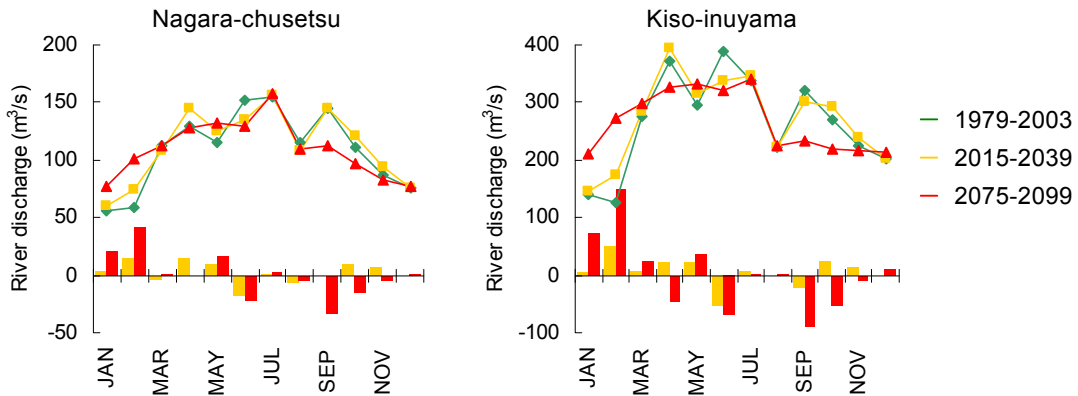 Nagara-chusetsu
River discharge (m³/s)
200
150
100
50
0
-50
JAN
MAR
MAY
JUL
SEP
NOV
Kiso-inuyama
River discharge (m³/s)
400
300
200
100
0
-100
JAN
MAR
MAY
JUL
SEP
NOV
1979-2003
2015-2039
2075-2099